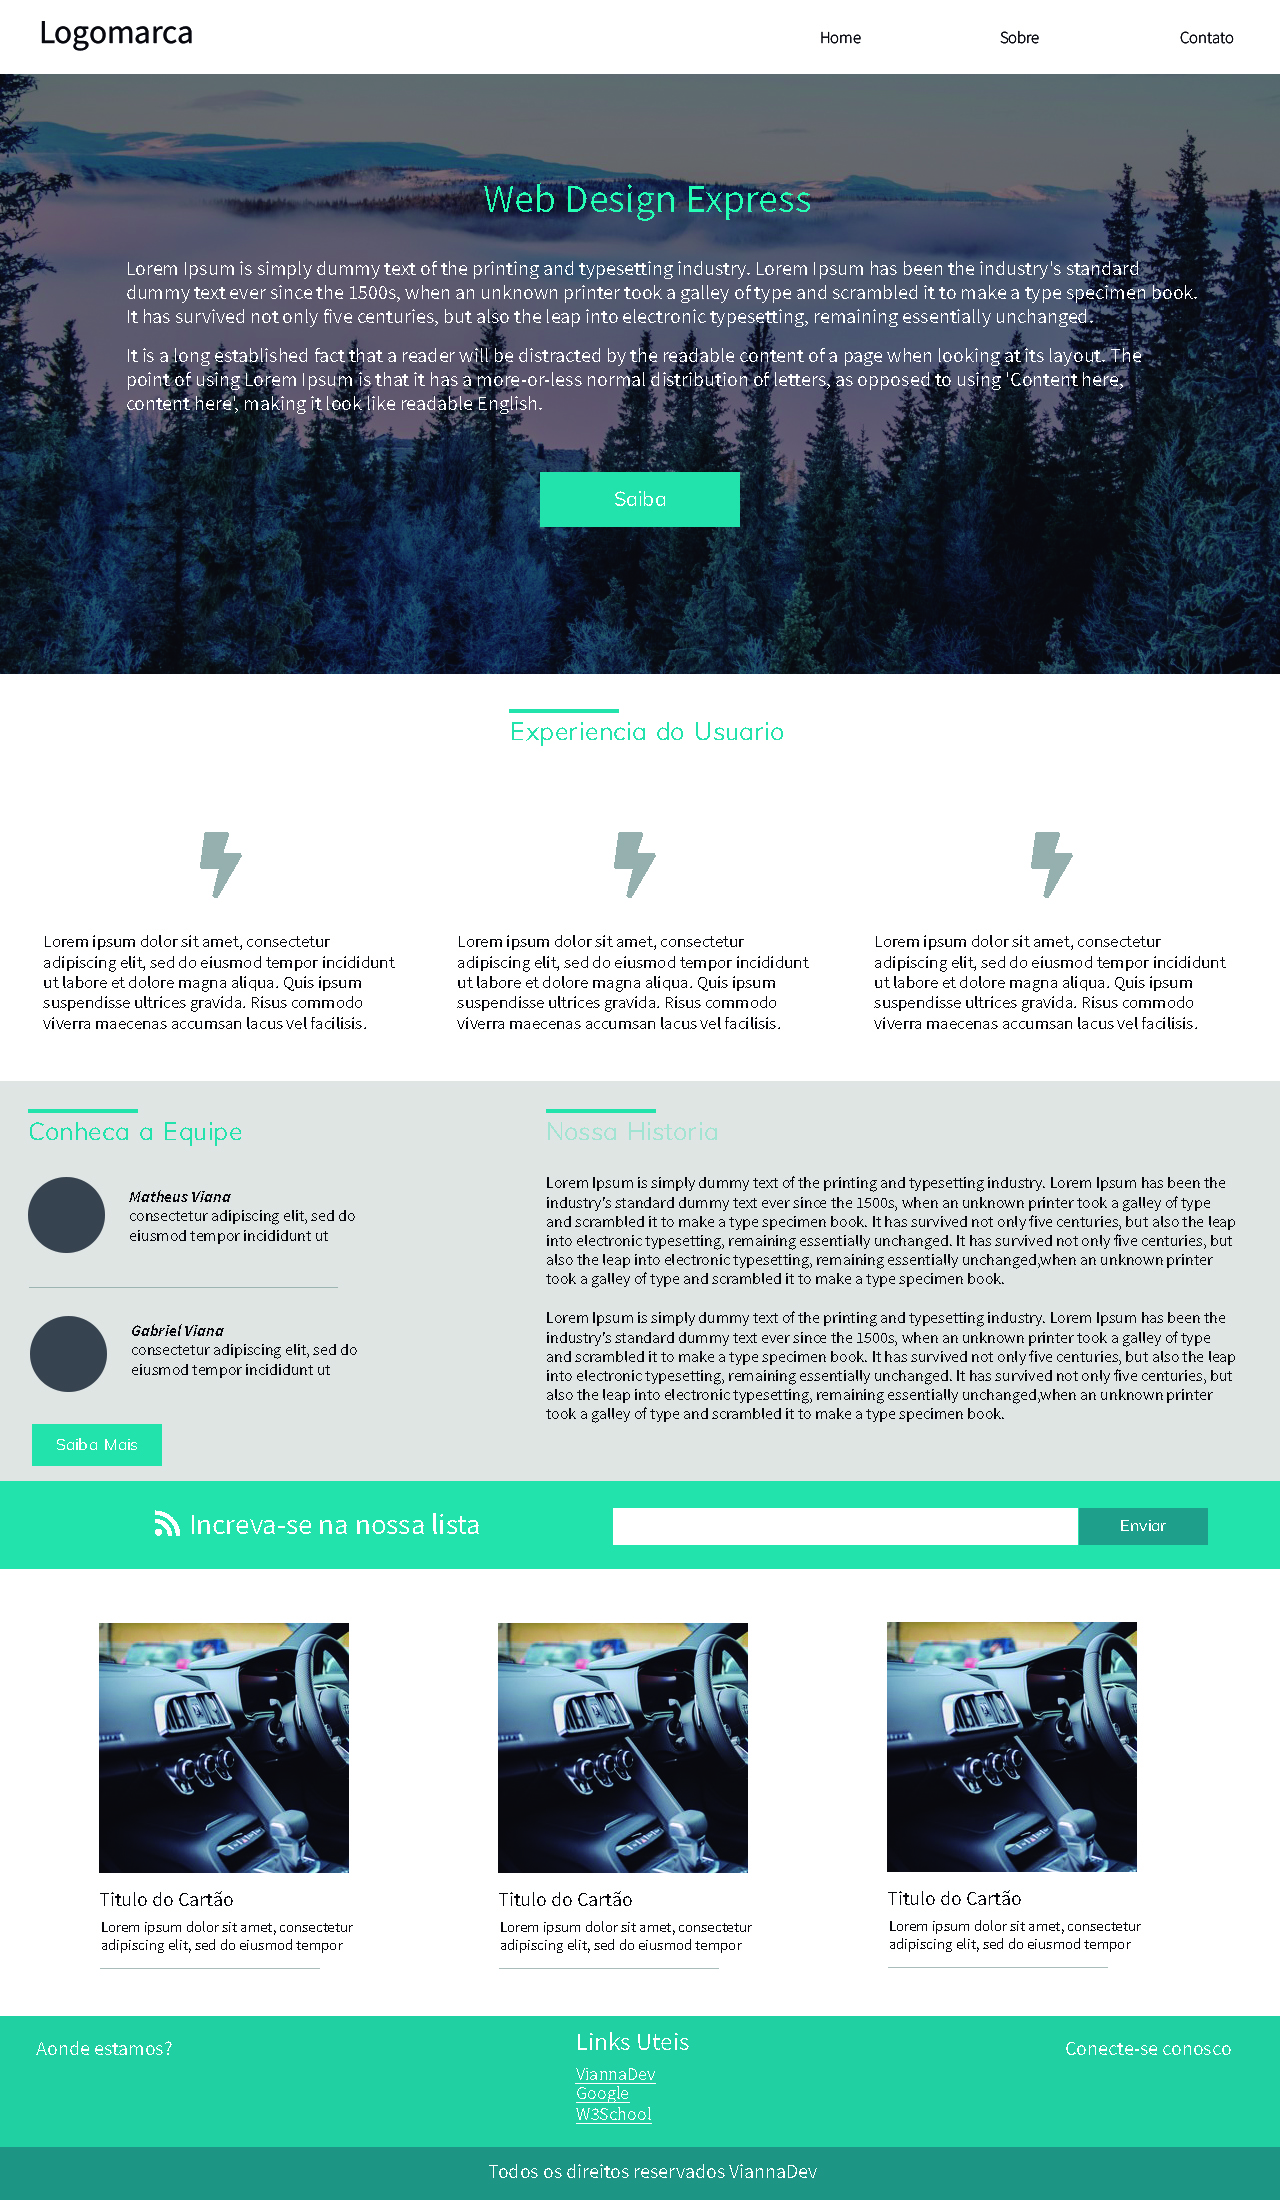 Logomarca
Home
Sobre
Contato
Web Design Express
Lorem Ipsum is simply dummy text of the printing and typesetting industry. Lorem Ipsum has been the industry's standard
dummy text ever since the 1500s, when an unknown printer took a galley of type and scrambled it to make a type specimen book.
It has survived not only five centuries, but also the leap into electronic typesetting, remaining essentially unchanged.
It is a long established fact that a reader will be distracted by the readable content of a page when looking at its layout. The
point of using Lorem Ipsum is that it has a more-or-less normal distribution of letters, as opposed to using 'Content here,
content here', making it look like readable English.
Saiba
Experiencia do Usuario
Lorem ipsum dolor sit amet, consectetur
adipiscing elit, sed do eiusmod tempor incididunt
ut labore et dolore magna aliqua. Quis ipsum
suspendisse ultrices gravida. Risus commodo
viverra maecenas accumsan lacus vel facilisis.
Lorem ipsum dolor sit amet, consectetur
adipiscing elit, sed do eiusmod tempor incididunt
ut labore et dolore magna aliqua. Quis ipsum
suspendisse ultrices gravida. Risus commodo
viverra maecenas accumsan lacus vel facilisis.
Lorem ipsum dolor sit amet, consectetur
adipiscing elit, sed do eiusmod tempor incididunt
ut labore et dolore magna aliqua. Quis ipsum
suspendisse ultrices gravida. Risus commodo
viverra maecenas accumsan lacus vel facilisis.
Conheca a Equipe
Matheus Viana
consectetur adipiscing elit, sed do
eiusmod tempor incididunt ut
Gabriel Viana
consectetur adipiscing elit, sed do
eiusmod tempor incididunt ut
Saiba Mais
Nossa Historia
Lorem Ipsum is simply dummy text of the printing and typesetting industry. Lorem Ipsum has been the
industry's standard dummy text ever since the 1500s, when an unknown printer took a galley of type
and scrambled it to make a type specimen book. It has survived not only five centuries, but also the leap
into electronic typesetting, remaining essentially unchanged. It has survived not only five centuries, but
also the leap into electronic typesetting, remaining essentially unchanged,when an unknown printer
took a galley of type and scrambled it to make a type specimen book.
Lorem Ipsum is simply dummy text of the printing and typesetting industry. Lorem Ipsum has been the
industry's standard dummy text ever since the 1500s, when an unknown printer took a galley of type
and scrambled it to make a type specimen book. It has survived not only five centuries, but also the leap
into electronic typesetting, remaining essentially unchanged. It has survived not only five centuries, but
also the leap into electronic typesetting, remaining essentially unchanged,when an unknown printer
took a galley of type and scrambled it to make a type specimen book.
Increva-se na nossa lista
Enviar
Titulo do Cartão
Lorem ipsum dolor sit amet, consectetur
adipiscing elit, sed do eiusmod tempor
Titulo do Cartão
Lorem ipsum dolor sit amet, consectetur
adipiscing elit, sed do eiusmod tempor
Titulo do Cartão
Lorem ipsum dolor sit amet, consectetur
adipiscing elit, sed do eiusmod tempor
Aonde estamos?
Links Uteis
ViannaDev
Google
W3School
Conecte-se conosco
Todos os direitos reservados ViannaDev